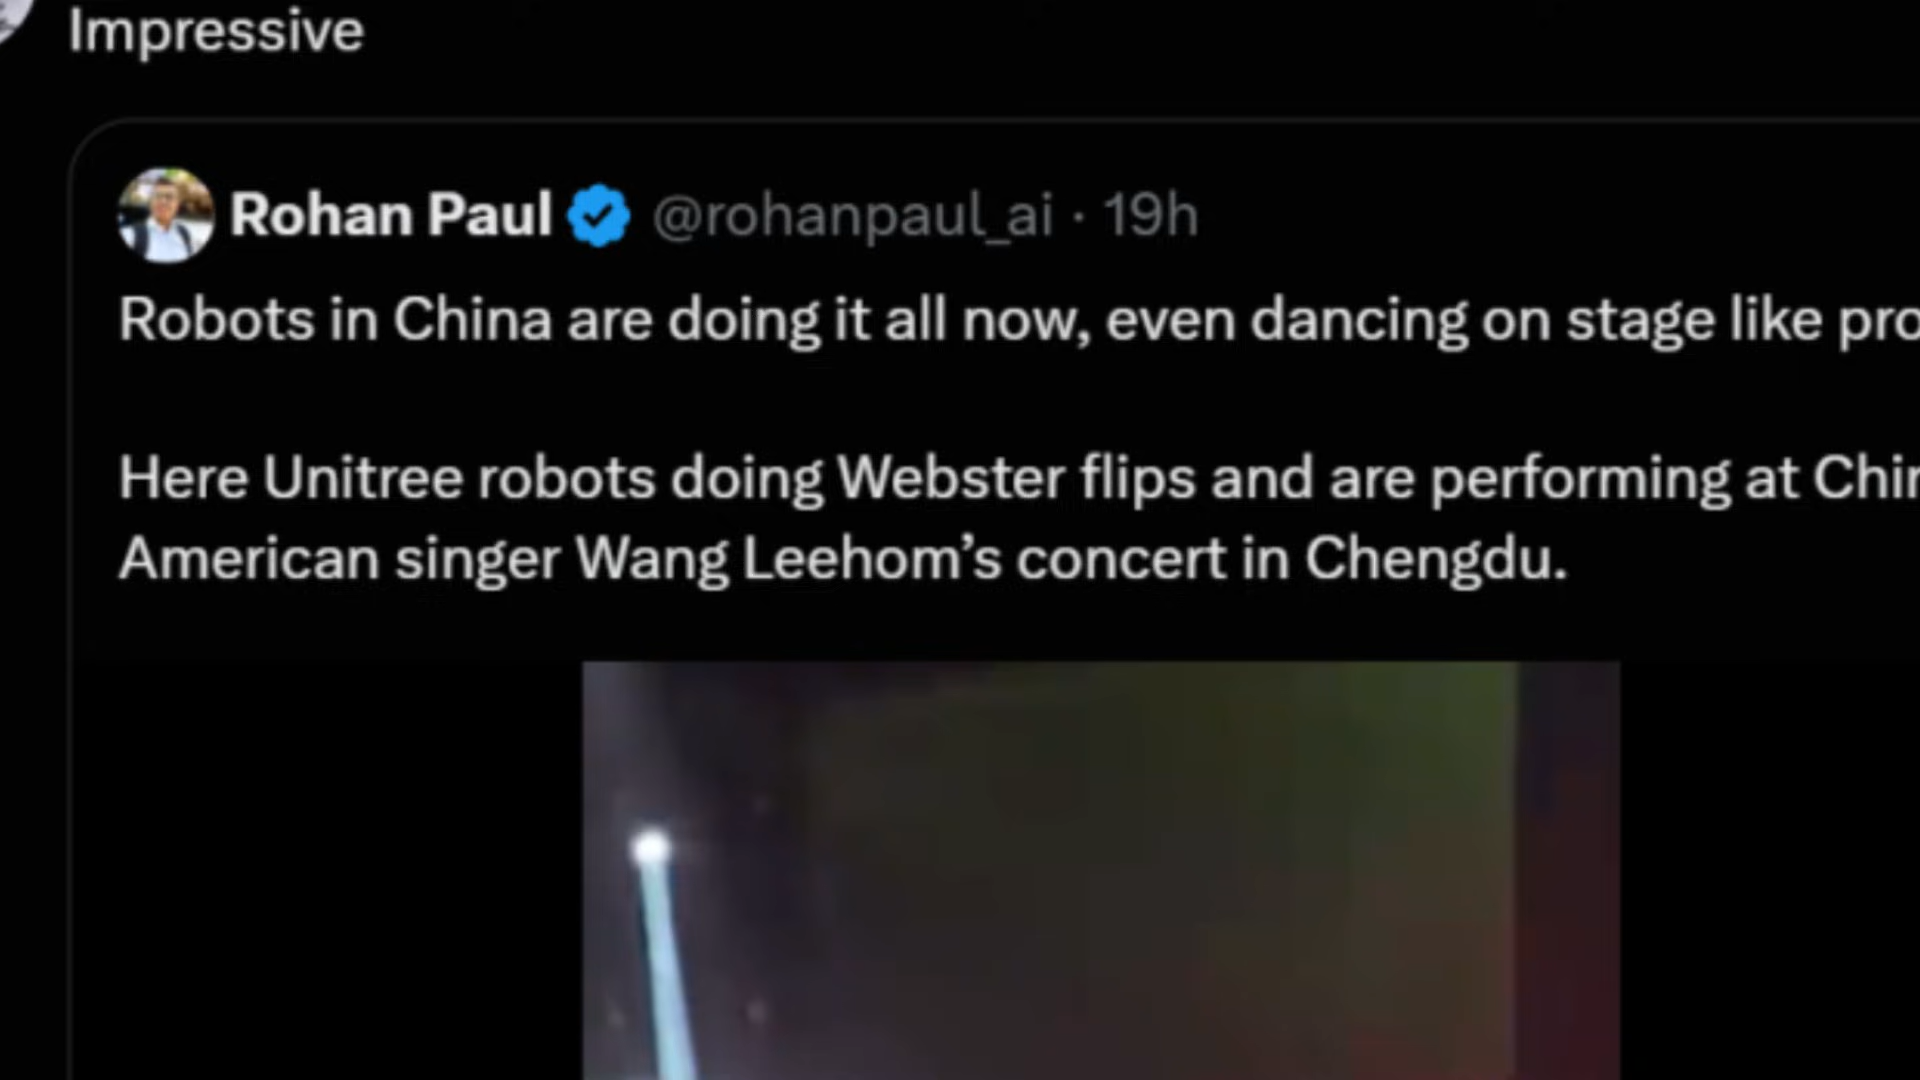 Impressive
Rohan Paul @rohanpaul_ai · 19h
Robots in China are doing it all now, even dancing on stage like pro
Here Unitree robots doing Webster flips and are performing at Chin
American singer Wang Leehom’s concert in Chengdu.